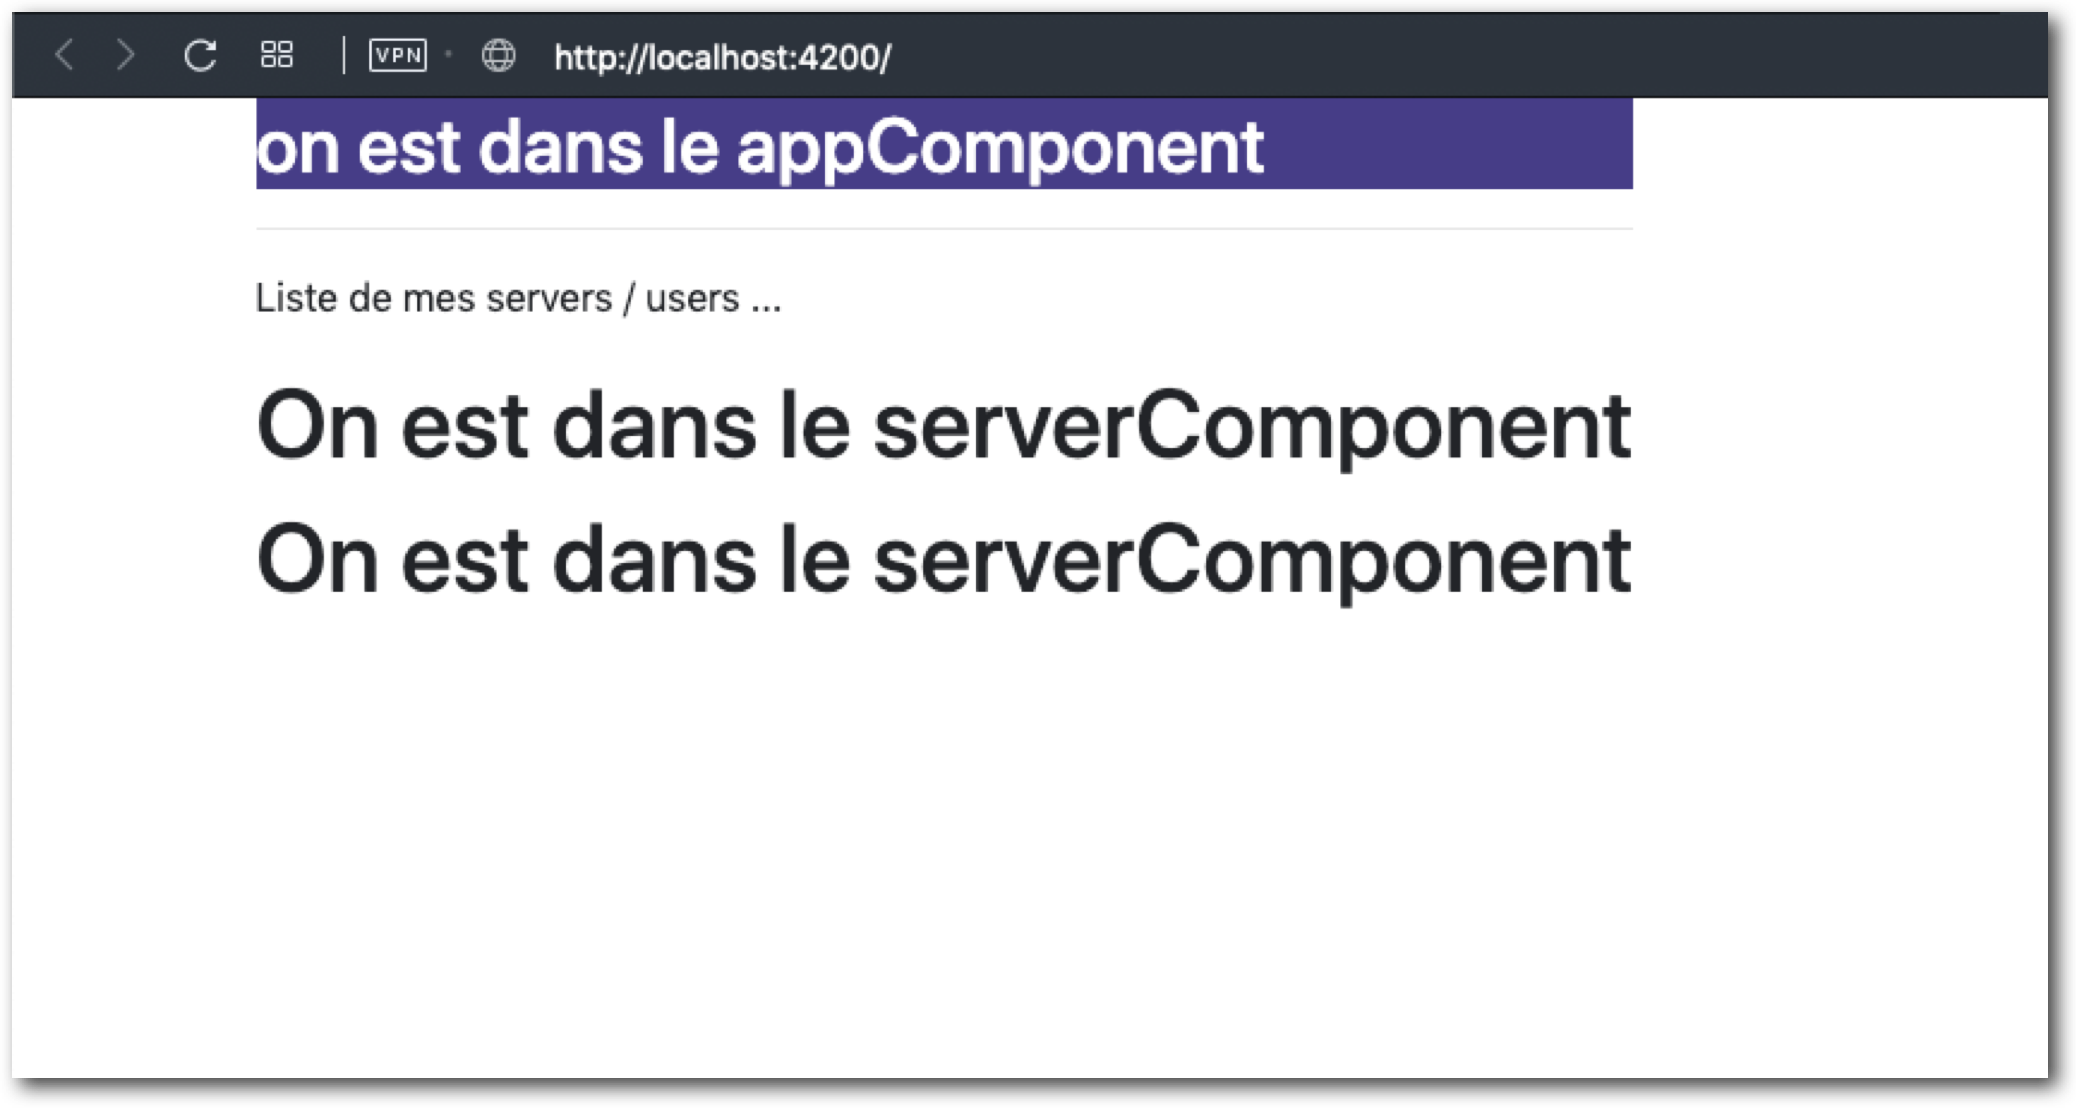 VPN http://localhost:4200/
on est dans le appComponent
Liste de mes servers / users ...
On est dans le serverComponent
On est dans le serverComponent